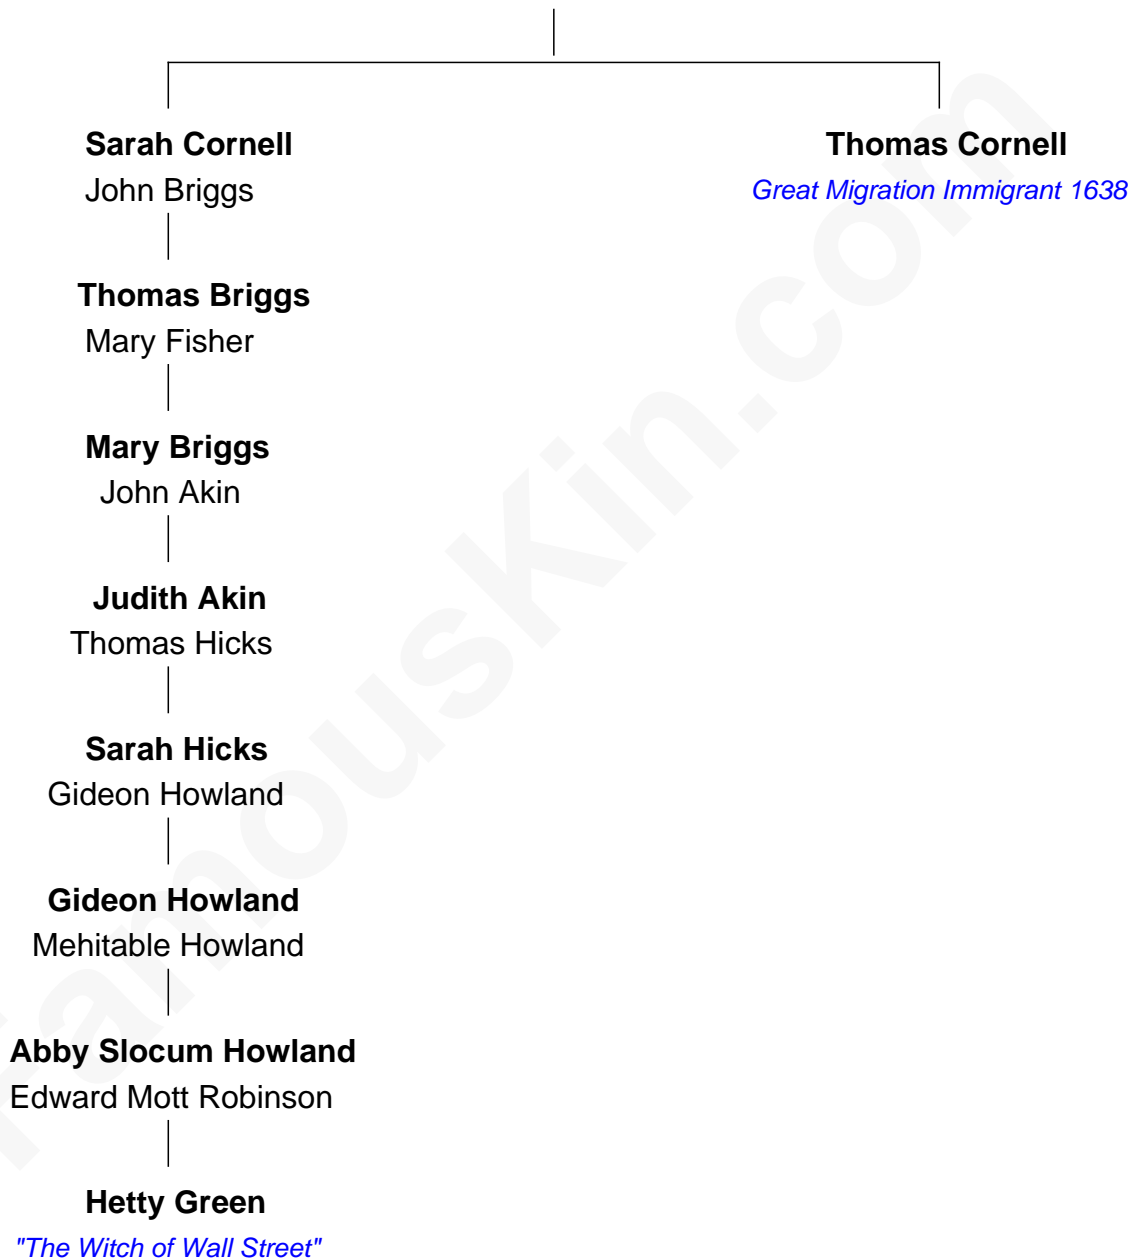 Sarah Cornell
John Briggs
Thomas Cornell
Great Migration Immigrant 1638
Thomas Briggs
Mary Fisher
Mary Briggs
John Akin
Judith Akin
Thomas Hicks
Sarah Hicks
Gideon Howland
Gideon Howland
Mehitable Howland
Abby Slocum Howland
Edward Mott Robinson
Hetty Green
"The Witch of Wall Street"
FamousKin.com